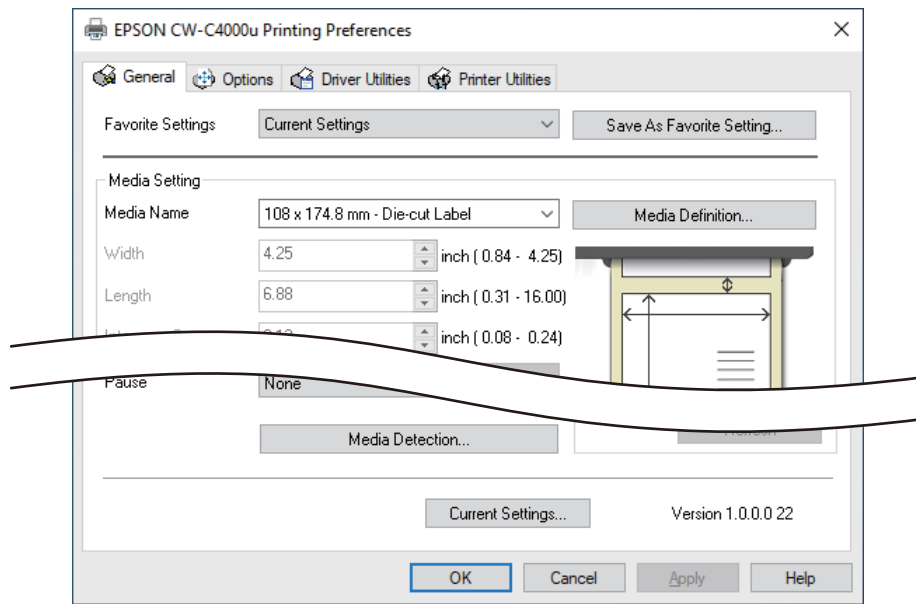 EPSON CW-C4000u Printing Preferences
General Options Driver Utilities Printer Utilities
Favorite Settings Current Settings Save As Favorite Setting...
Media Setting
Media Name 108 x 174.8 mm - Die-cut Label Media Definition...
Width 4.25 inch ( 0.84 - 4.25)
Length 6.88 inch ( 0.31 - 16.00)
inch ( 0.08 - 0.24)
Pause None
Media Detection...
Current Settings... Version 1.0.0.0 22
OK Cancel Apply Help